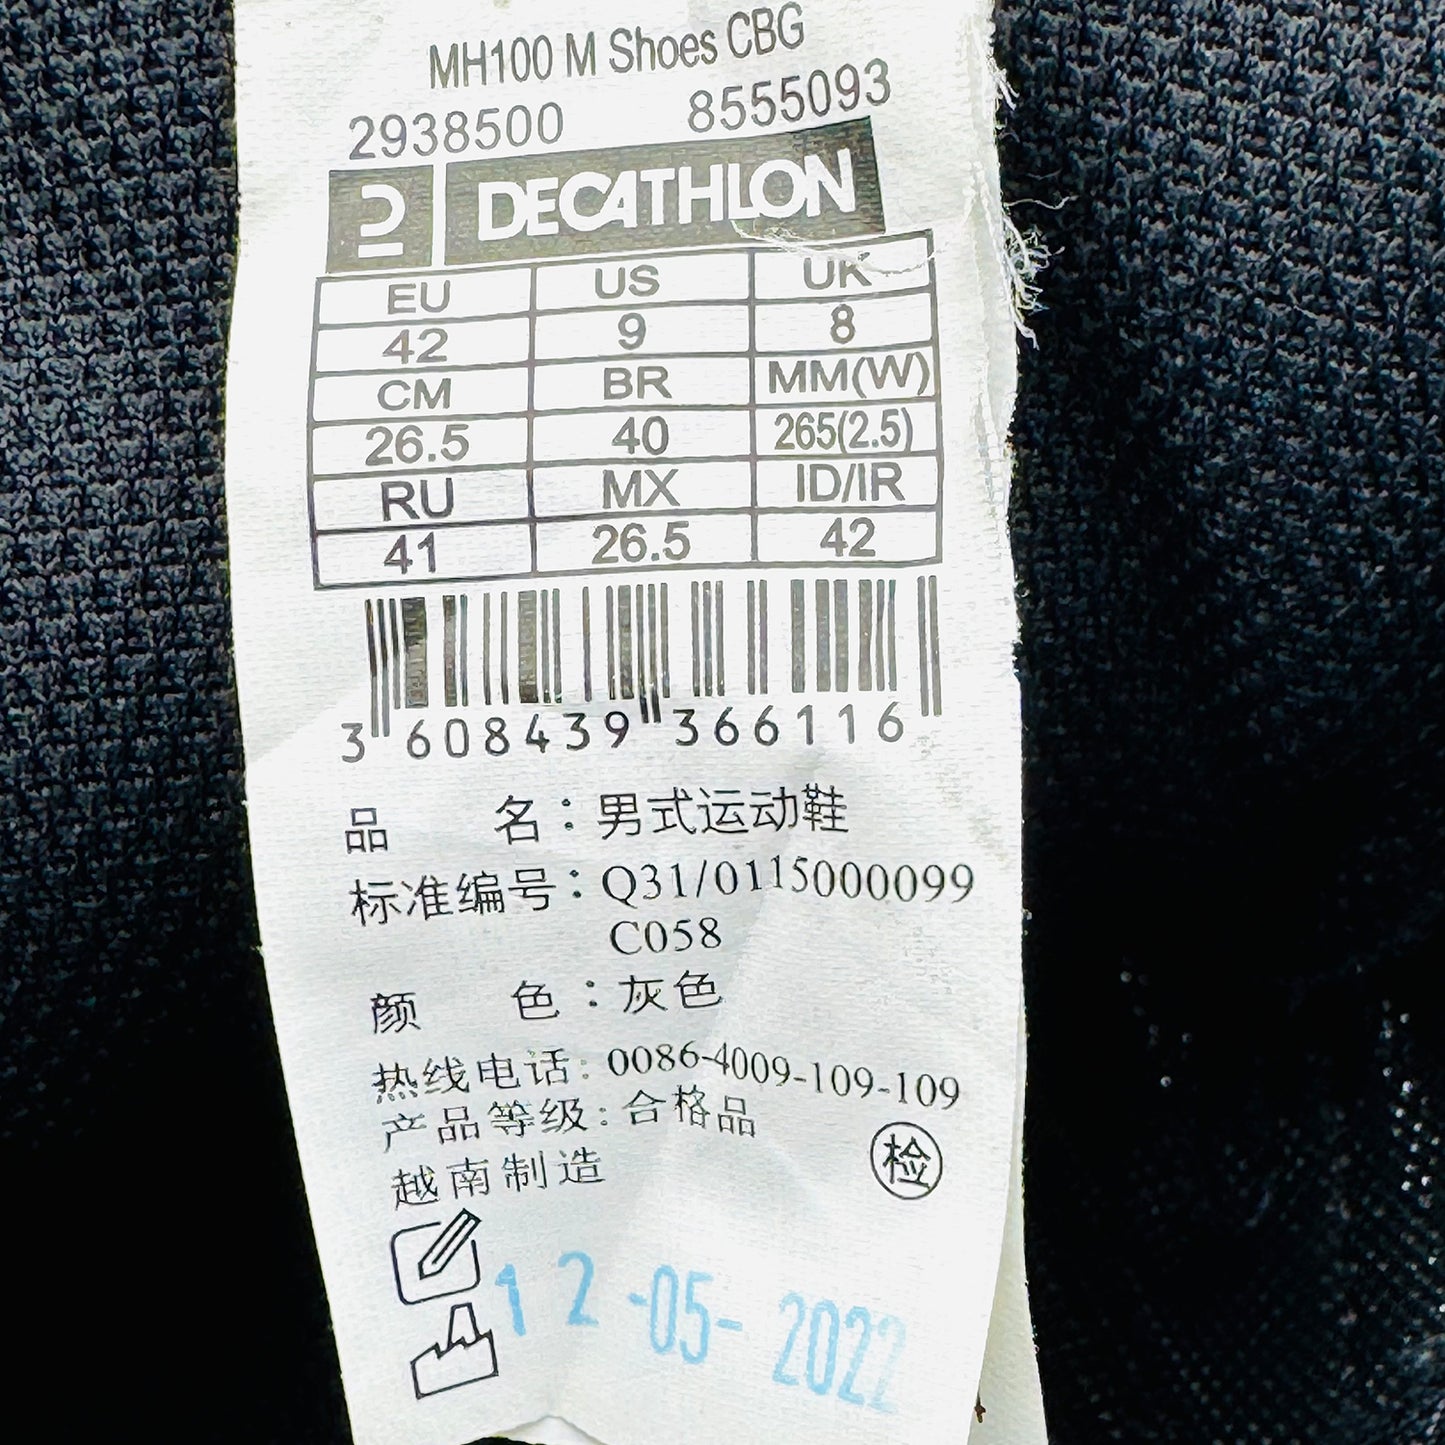 MH100 M Shoes CBG
2938500 8555093
DECATHLON
EU US UK
42 9 8
CM BR MM(W)
26.5 40 265(2.5)
RU MX ID/IR
41 26.5 42
3 608439 366116
品 名：男式运动鞋
标准编号：Q31/0115000099
C058
颜 色：灰色
热线电话：0086-4009-109-109
产品等级：合格品
越南制造
检
12-05-2022